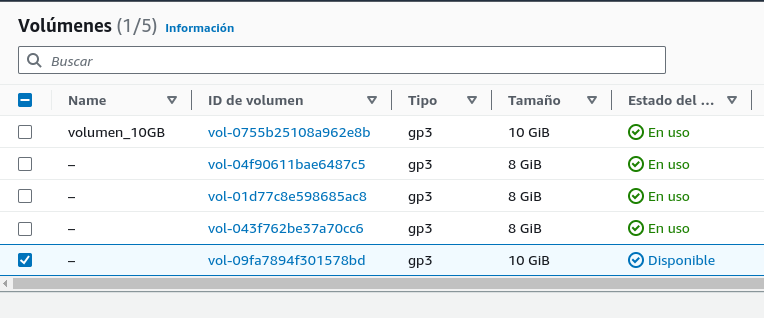 Volúmenes (1/5) Información
Buscar
Name ID de volumen Tipo Tamaño Estado del ...
volumen_10GB vol-0755b25108a962e8b gp3 10 GiB En uso
– vol-04f90611bae6487c5 gp3 8 GiB En uso
– vol-01d77c8e598685ac8 gp3 8 GiB En uso
– vol-043f762be37a70cc6 gp3 8 GiB En uso
– vol-09fa7894f301578bd gp3 10 GiB Disponible